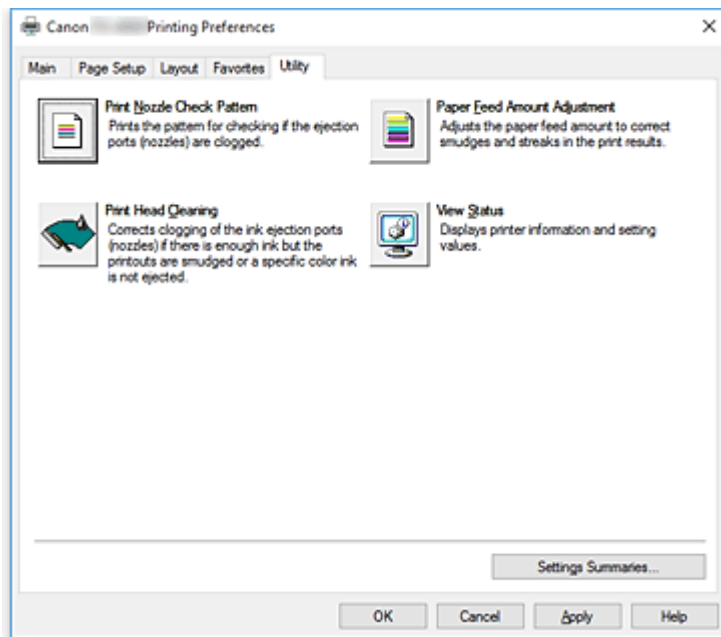 Canon Printing Preferences
Main Page Setup Layout Favorites Utility
Print Nozzle Check Pattern
Prints the pattern for checking if the ejection
ports (nozzles) are clogged.
Paper Feed Amount Adjustment
Adjusts the paper feed amount to correct
smudges and streaks in the print results.
Print Head Cleaning
Corrects clogging of the ink ejection ports
(nozzles) if there is enough ink but the
printouts are smudged or a specific color ink
is not ejected.
View Status
Displays printer information and setting
values.
Settings Summaries...
OK Cancel Apply Help